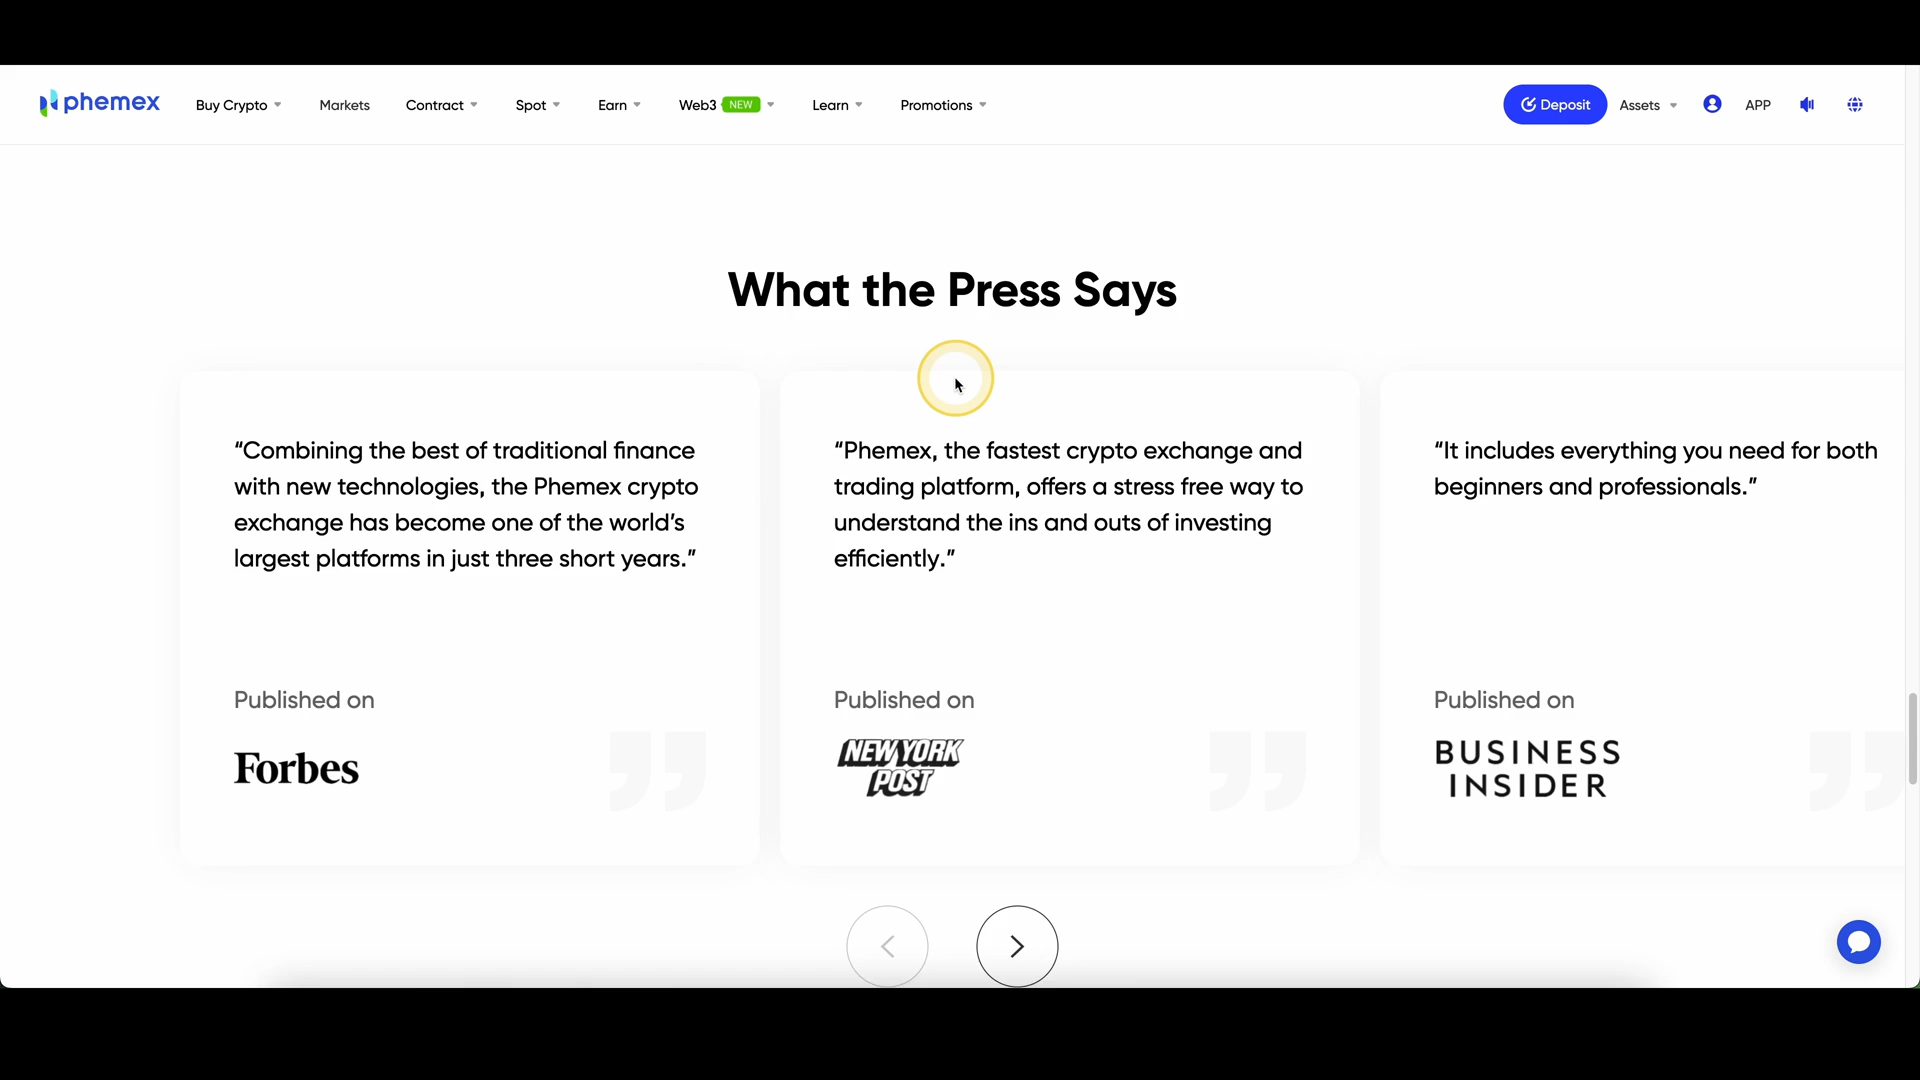 phemex
Buy Crypto
Markets
Contract
Spot
Earn
Web3 NEW
Learn
Promotions
Deposit
Assets
APP
What the Press Says
“Combining the best of traditional finance
with new technologies, the Phemex crypto
exchange has become one of the world’s
largest platforms in just three short years.”
Published on
Forbes
“Phemex, the fastest crypto exchange and
trading platform, offers a stress free way to
understand the ins and outs of investing
efficiently.”
Published on
NEW YORK
POST
“It includes everything you need for both
beginners and professionals.”
Published on
BUSINESS
INSIDER